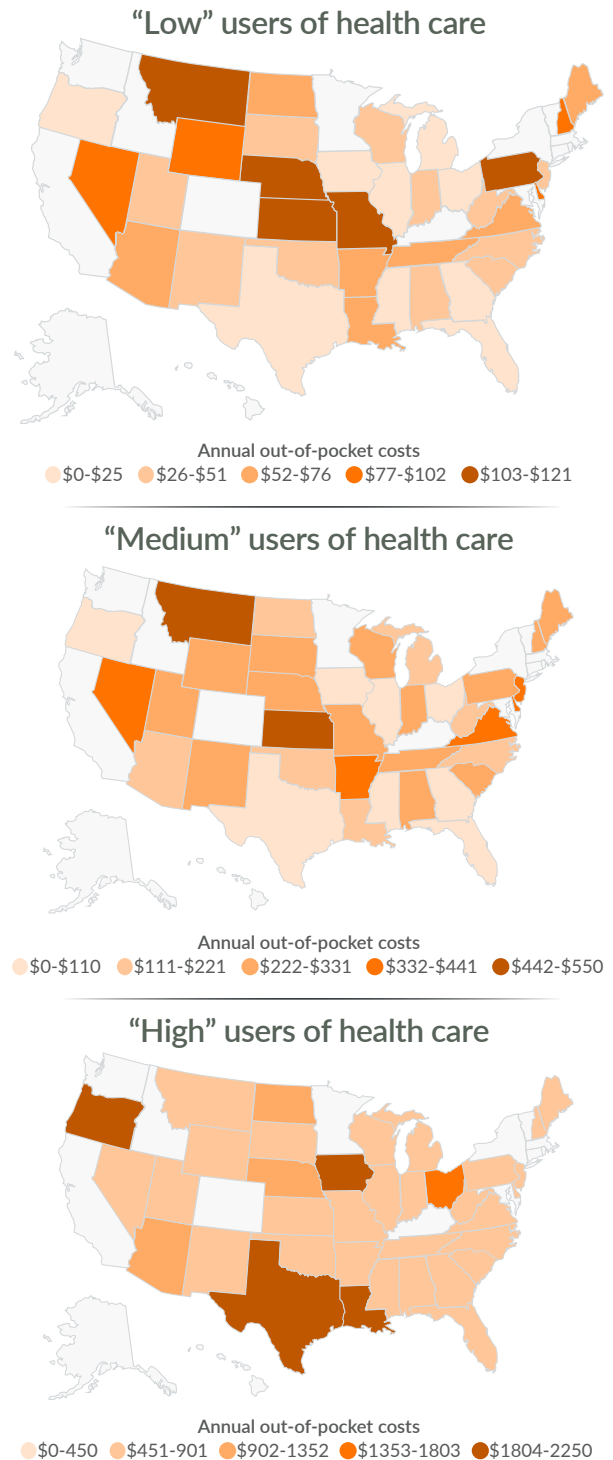 “Low” users of health care
Annual out-of-pocket costs
$0-$25 $26-$51 $52-$76 $77-$102 $103-$121
“Medium” users of health care
Annual out-of-pocket costs
$0-$110 $111-$221 $222-$331 $332-$441 $442-$550
“High” users of health care
Annual out-of-pocket costs
$0-450 $451-901 $902-1352 $1353-1803 $1804-2250